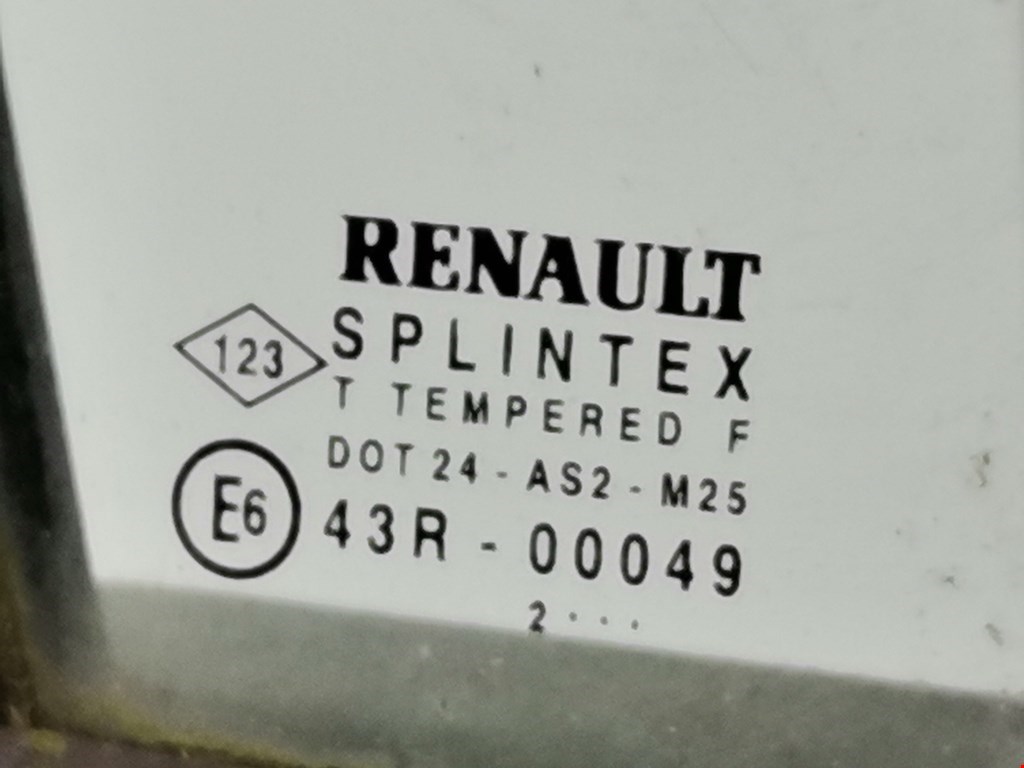 RENAULT
123
SPLINTEX
T TEMPERED F
DOT 24 - AS2 - M25
E6
43R - 00049
2 . . .